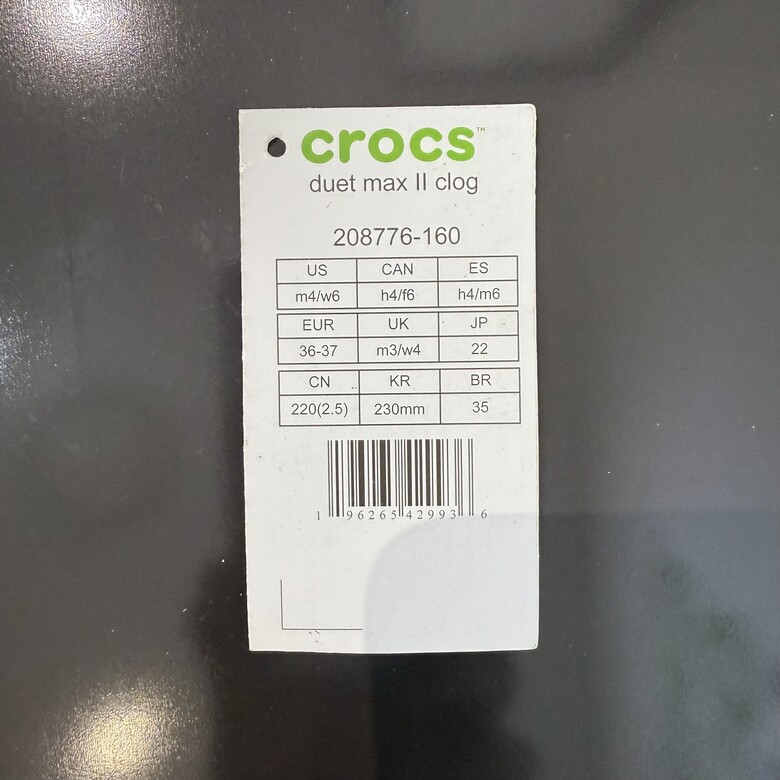 crocs™
duet max II clog
208776-160
US CAN ES
m4/w6 h4/f6 h4/m6
EUR UK JP
36-37 m3/w4 22
CN KR BR
220(2.5) 230mm 35
1 96265 42993 6